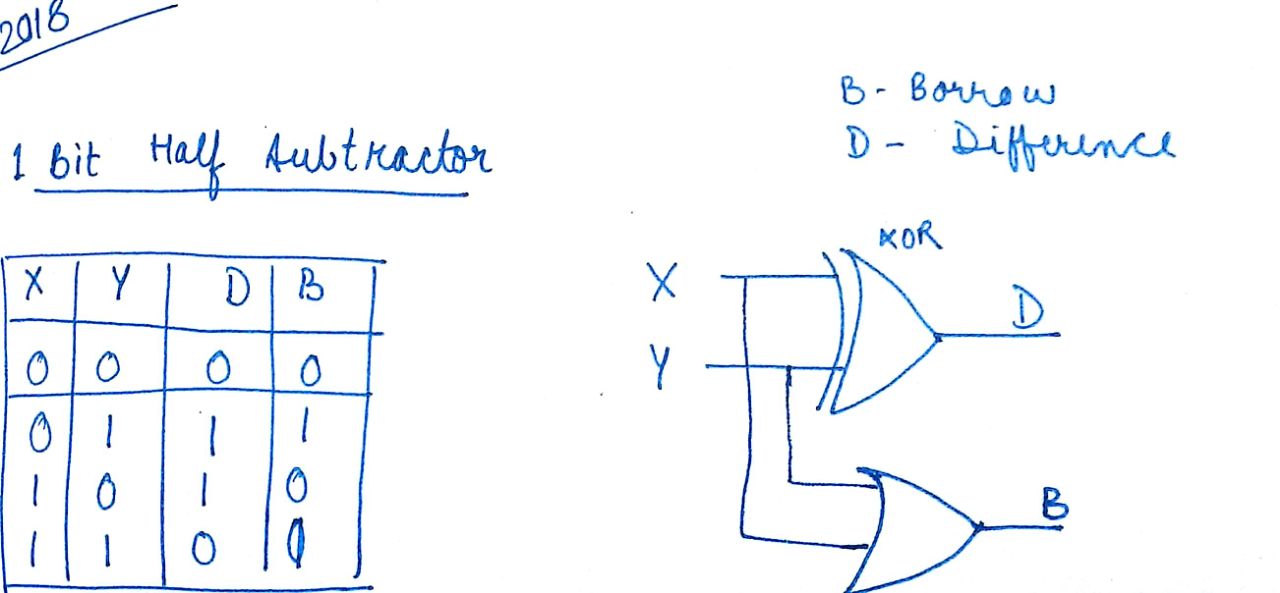 2018
B - Borrow
D - Difference
1 Bit Half Subtractor
XOR
X Y D B
0 0 0 0
0 1 1 1
1 0 1 0
1 1 0
X
Y
D
B